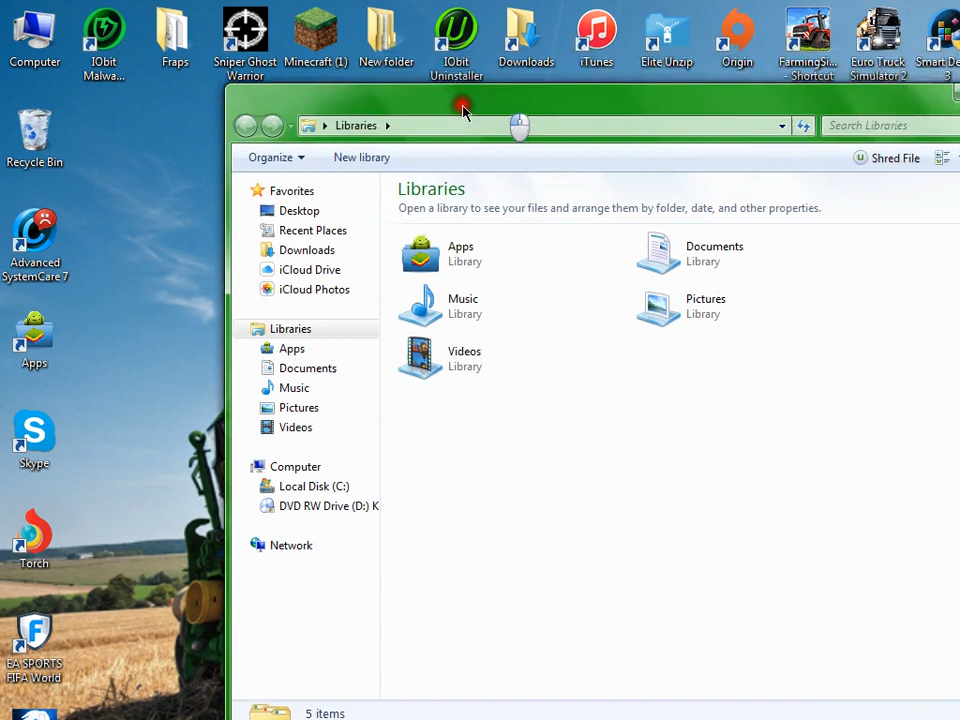 Computer
IObit Malwa...
Fraps
Sniper Ghost Warrior
Minecraft (1)
New folder
IObit Uninstaller
Downloads
iTunes
Elite Unzip
Origin
FarmingSi... - Shortcut
Euro Truck Simulator 2
Smart De
3
Recycle Bin
Advanced SystemCare 7
Apps
Skype
Torch
EA SPORTS FIFA World
Libraries
Search Libraries
Organize
New library
Shred File
Favorites
Desktop
Recent Places
Downloads
iCloud Drive
iCloud Photos
Libraries
Apps
Documents
Music
Pictures
Videos
Computer
Local Disk (C:)
DVD RW Drive (D:) K
Network
Libraries
Open a library to see your files and arrange them by folder, date, and other properties.
Apps
Library
Documents
Library
Music
Library
Pictures
Library
Videos
Library
5 items